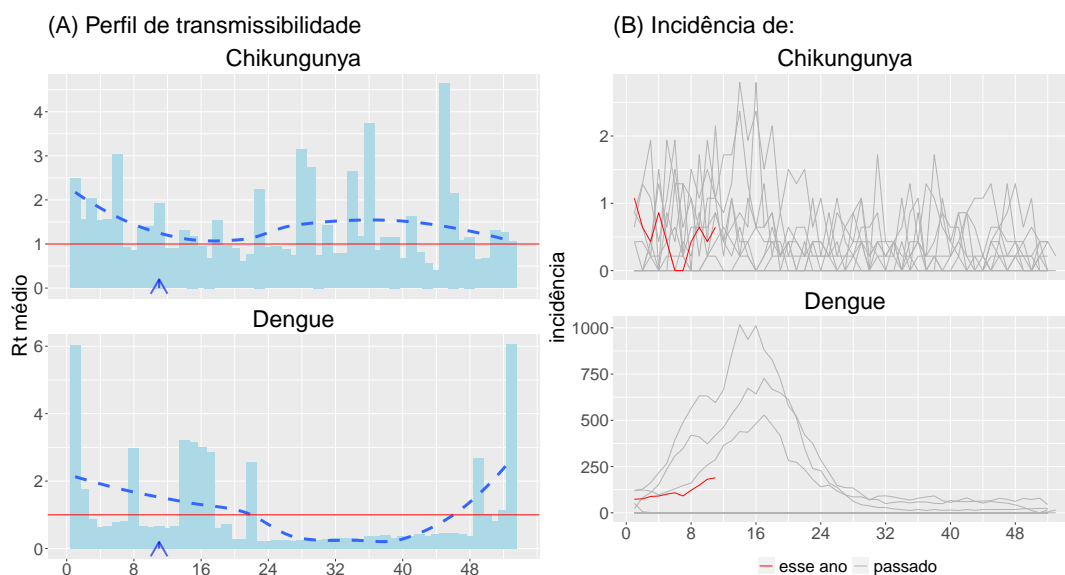 (A) Perfil de transmissibilidade
Chikungunya
4
3
2
1
0
Dengue
6
4
2
0
0 8 16 24 32 40 48
Rt médio
(B) Incidência de:
Chikungunya
2
1
0
Dengue
1000
750
500
250
0
0 8 16 24 32 40 48
incidência
esse ano passado